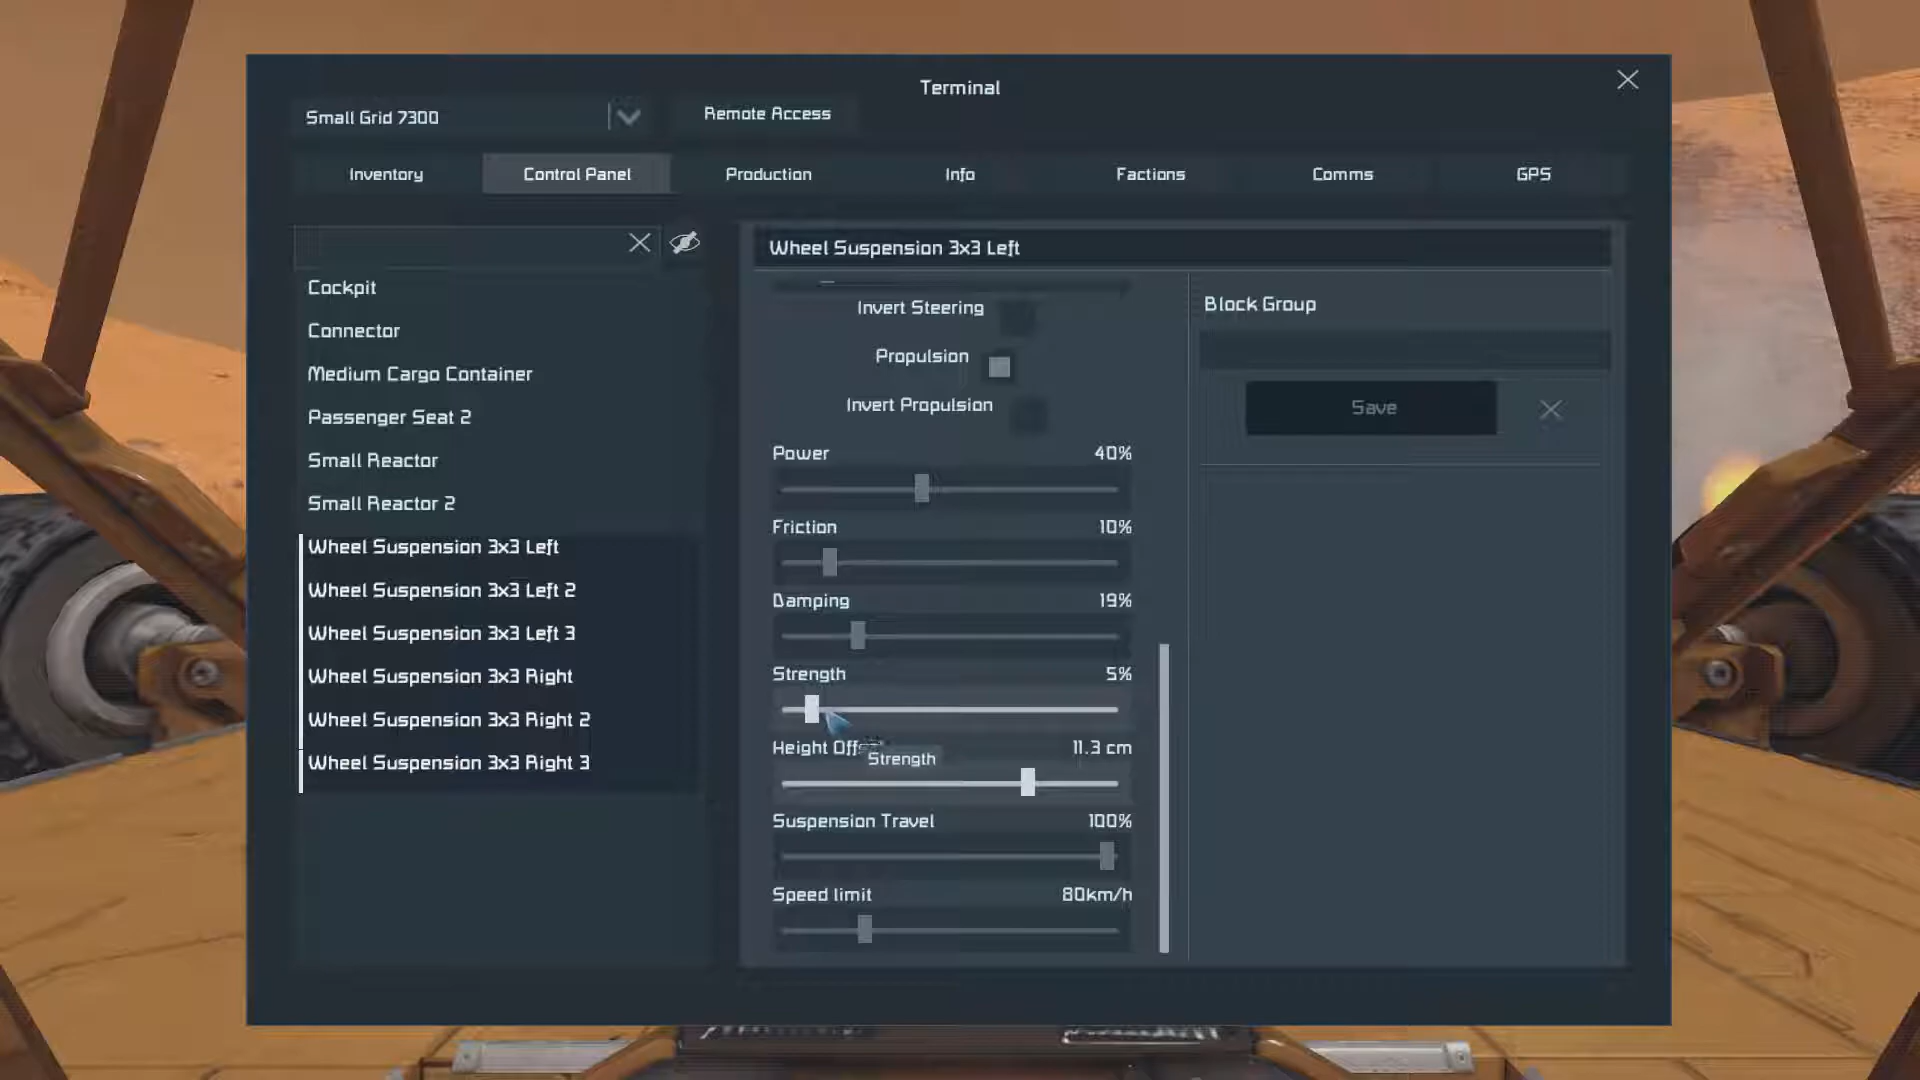 Terminal
Small Grid 7300
Remote Access
Inventory
Control Panel
Production
Info
Factions
Comms
GPS
Cockpit
Connector
Medium Cargo Container
Passenger Seat 2
Small Reactor
Small Reactor 2
Wheel Suspension 3x3 Left
Wheel Suspension 3x3 Left 2
Wheel Suspension 3x3 Left 3
Wheel Suspension 3x3 Right
Wheel Suspension 3x3 Right 2
Wheel Suspension 3x3 Right 3
Wheel Suspension 3x3 Left
Invert Steering
Propulsion
Invert Propulsion
Power 40%
Friction 10%
Damping 19%
Strength 5%
Height 11.3 cm
Strength
Suspension Travel 100%
Speed limit 80km/h
Block Group
Save